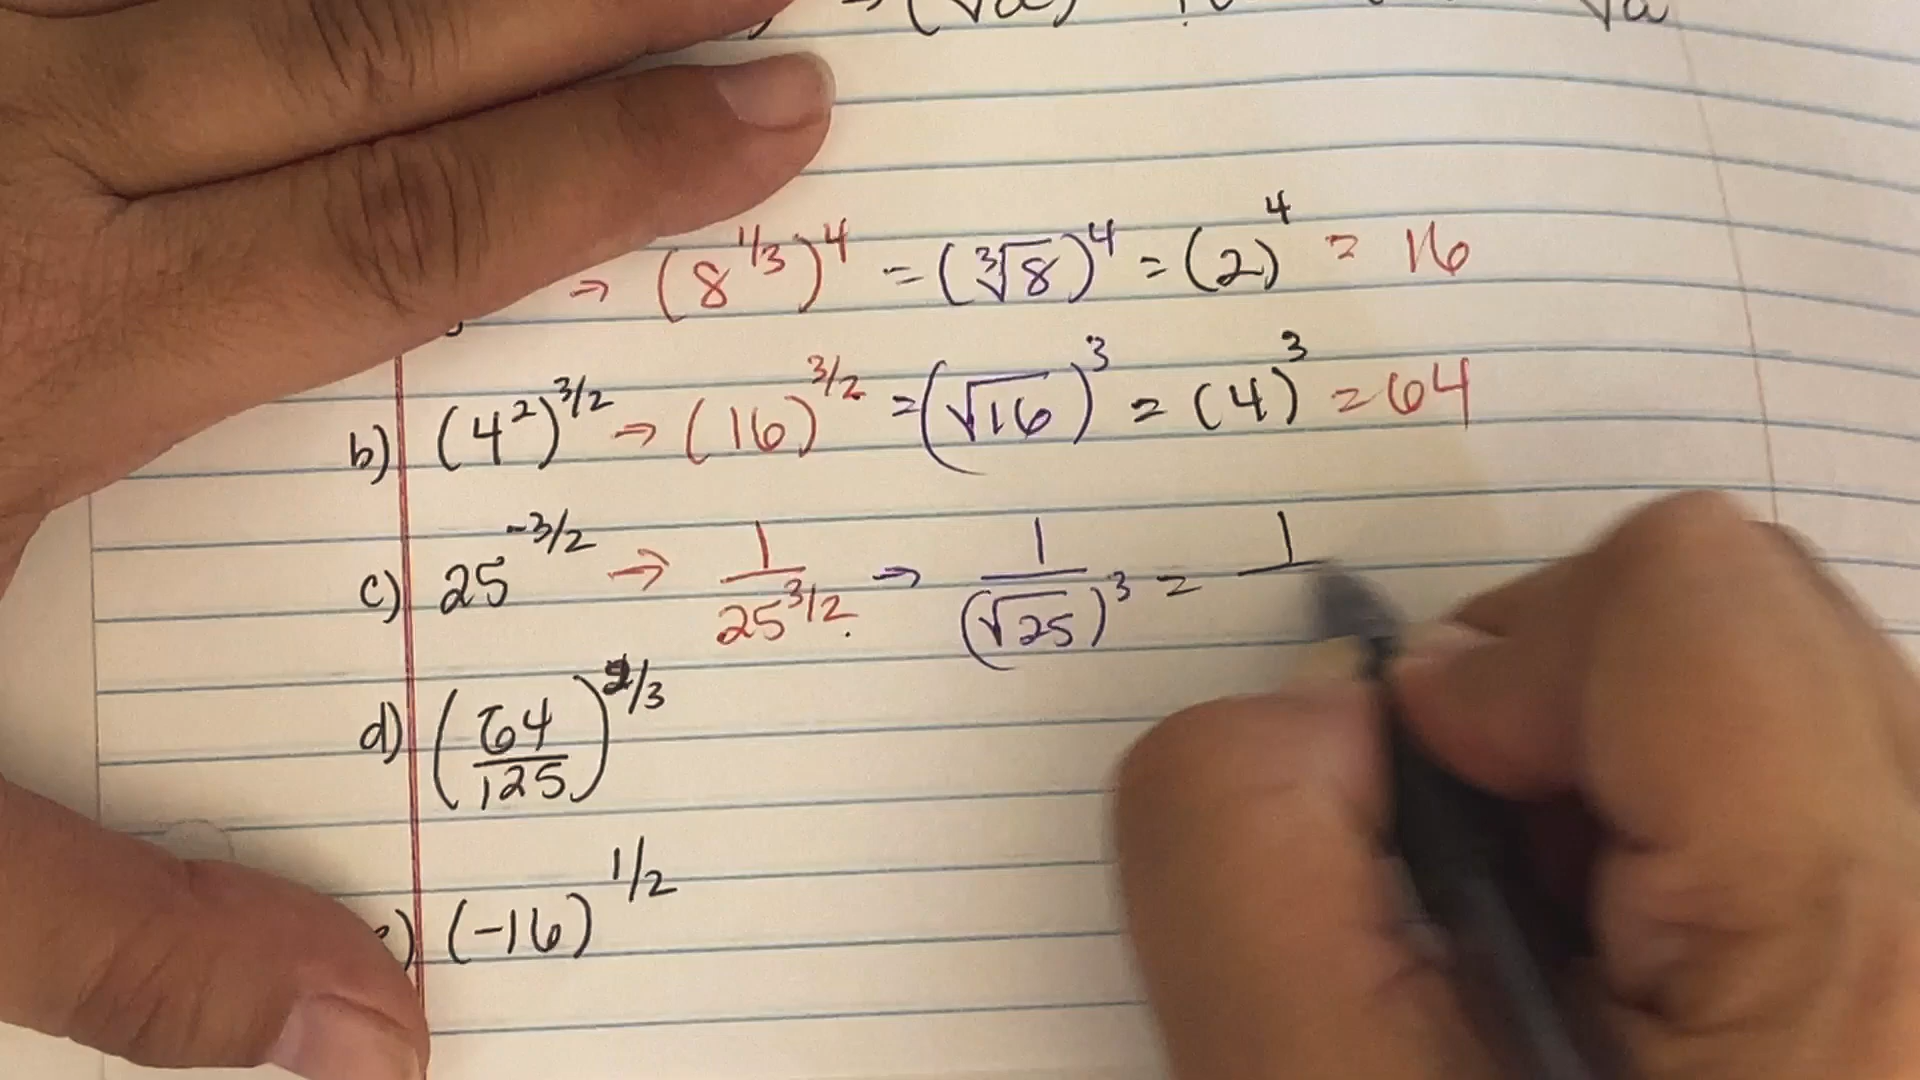 → (8^1/3)^4 = (∛8)^4 = (2)^4 = 16
b) (4^2)^3/2 → (16)^3/2 = (√16)^3 = (4)^3 = 64
c) 25^-3/2 → 1/25^3/2. → 1/(√25)^3 = 1
d) (64/125)^2/3
) (-16)^1/2